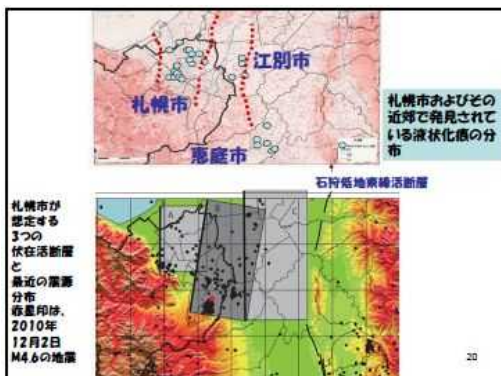 江別市
札幌市
恵庭市
札幌市およびその
近郊で発見されて
いる液状化痕の分
布
石狩低地東縁活断層
札幌市が
想定する
3つの
伏在活断層
と
最近の震源
分布
赤星印は、
2010年
12月2日
M4.6の地震
A
C
20